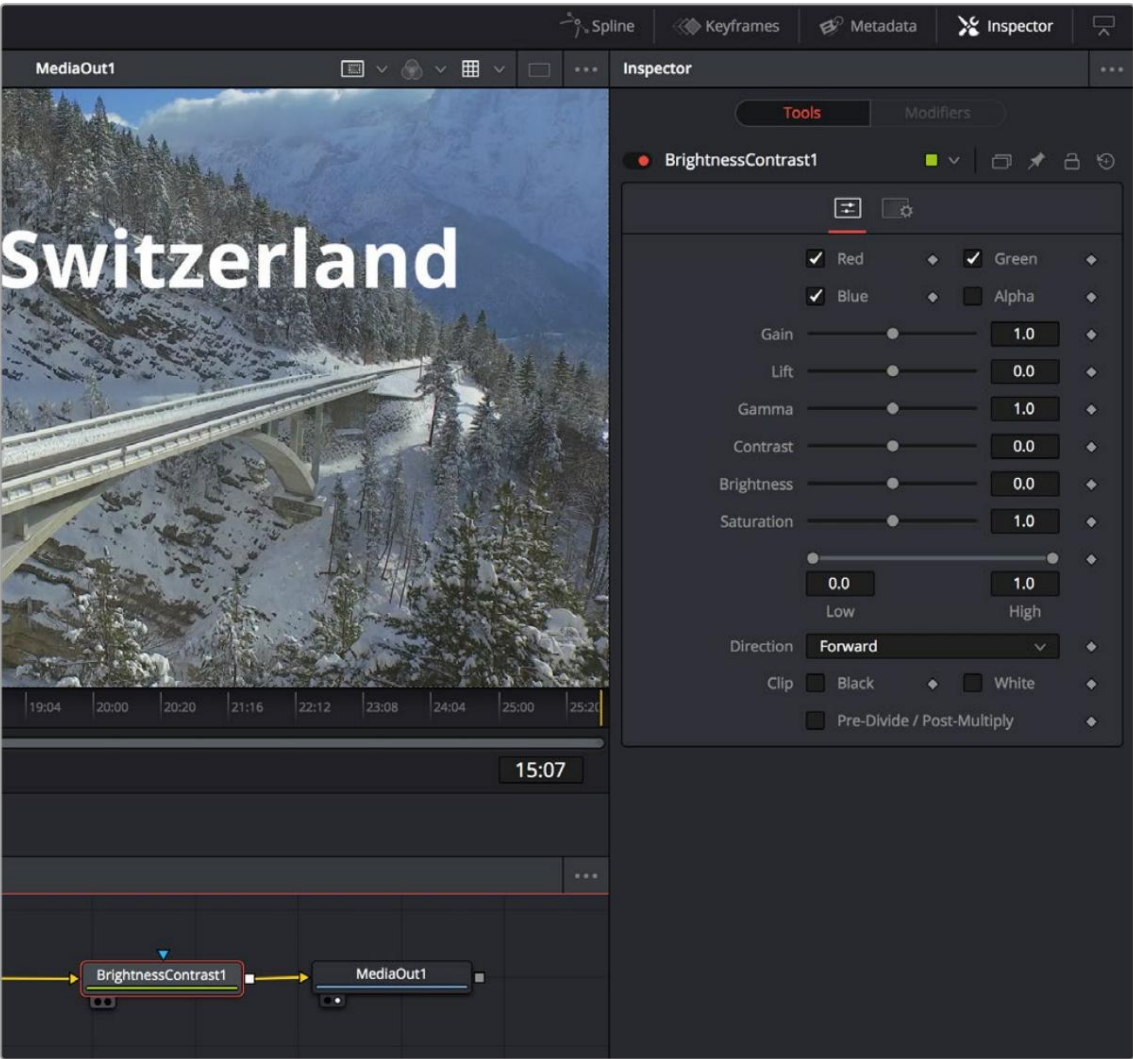 Spline Keyframes Metadata Inspector
MediaOut1
Inspector
Tools Modifiers
BrightnessContrast1
Switzerland
Red Green
Blue Alpha
Gain 1.0
Lift 0.0
Gamma 1.0
Contrast 0.0
Brightness 0.0
Saturation 1.0
0.0 1.0
Low High
Direction Forward
Clip Black White
Pre-Divide / Post-Multiply
19:04 20:00 20:20 21:16 22:12 23:08 24:04 25:00 25:20
15:07
BrightnessContrast1 MediaOut1